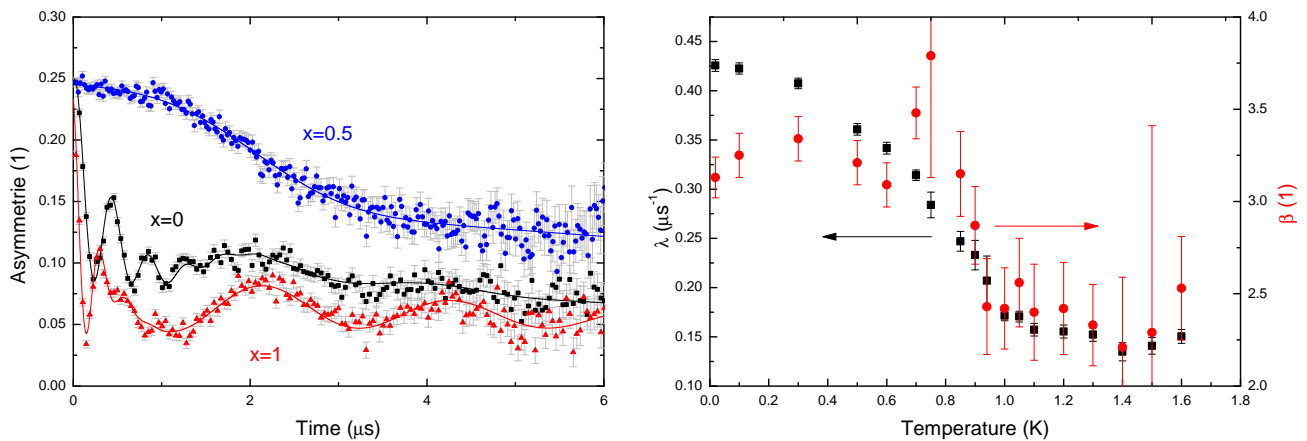 0.30
0.25
0.20
0.15
0.10
0.05
0.00
Asymmetrie (1)
x=0.5
x=0
x=1
0 2 4 6
Time (μs)
0.45
0.40
0.35
0.30
0.25
0.20
0.15
0.10
λ (μs⁻¹)
4.0
3.5
3.0
2.5
2.0
β (1)
0.0 0.2 0.4 0.6 0.8 1.0 1.2 1.4 1.6 1.8
Temperature (K)